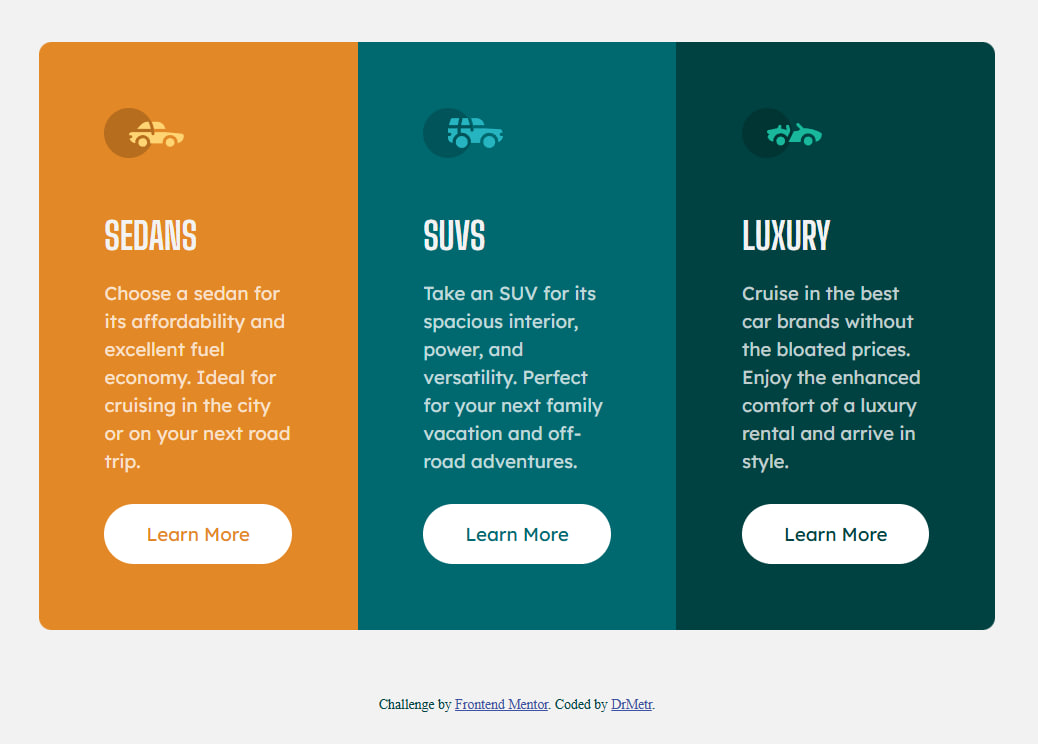 SEDANS
Choose a sedan for
its affordability and
excellent fuel
economy. Ideal for
cruising in the city
or on your next road
trip.
Learn More
SUVS
Take an SUV for its
spacious interior,
power, and
versatility. Perfect
for your next family
vacation and off-
road adventures.
Learn More
LUXURY
Cruise in the best
car brands without
the bloated prices.
Enjoy the enhanced
comfort of a luxury
rental and arrive in
style.
Learn More
Challenge by Frontend Mentor. Coded by DrMetr.